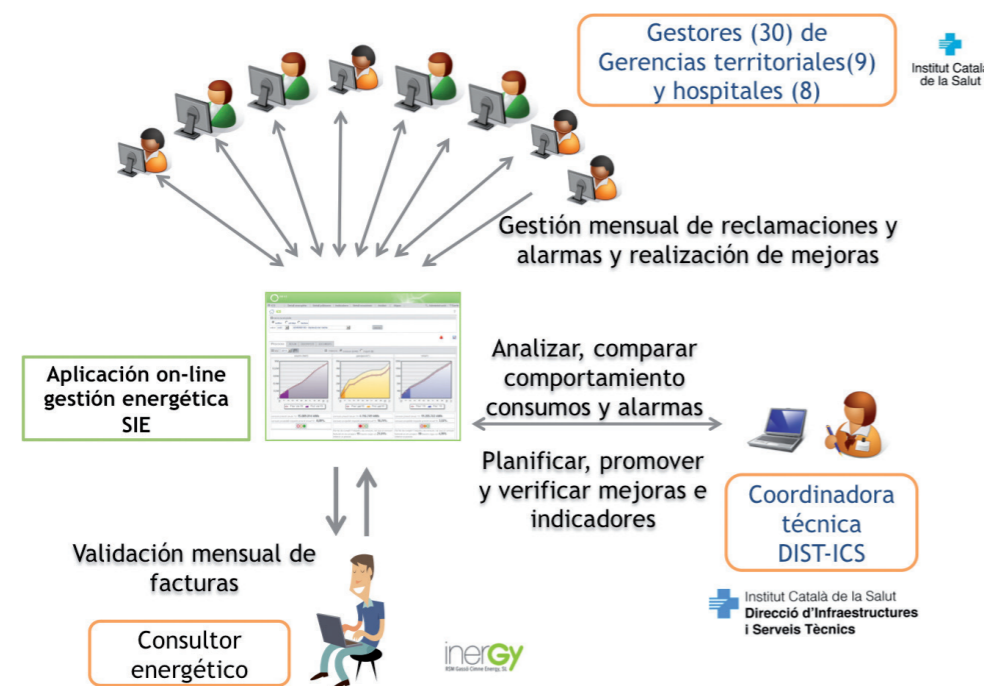 Gestores (30) de
Gerencias territoriales(9)
y hospitales (8)
Institut Català
de la Salut
Gestión mensual de reclamaciones y
alarmas y realización de mejoras
Aplicación on-line
gestión energética
SIE
Analizar, comparar
comportamiento
consumos y alarmas
Planificar, promover
y verificar mejoras e
indicadores
Coordinadora
técnica
DIST-ICS
Institut Català de la Salut
Direcció d'Infraestructures
i Serveis Tècnics
Validación mensual de
facturas
Consultor
energético
inerGy